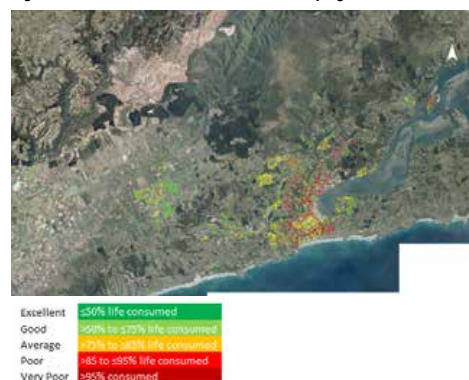 Excellent ≤50% life consumed
Good >50% to ≤75% life consumed
Average >75% to ≤85% life consumed
Poor >85 to ≤95% life consumed
Very Poor >95% consumed